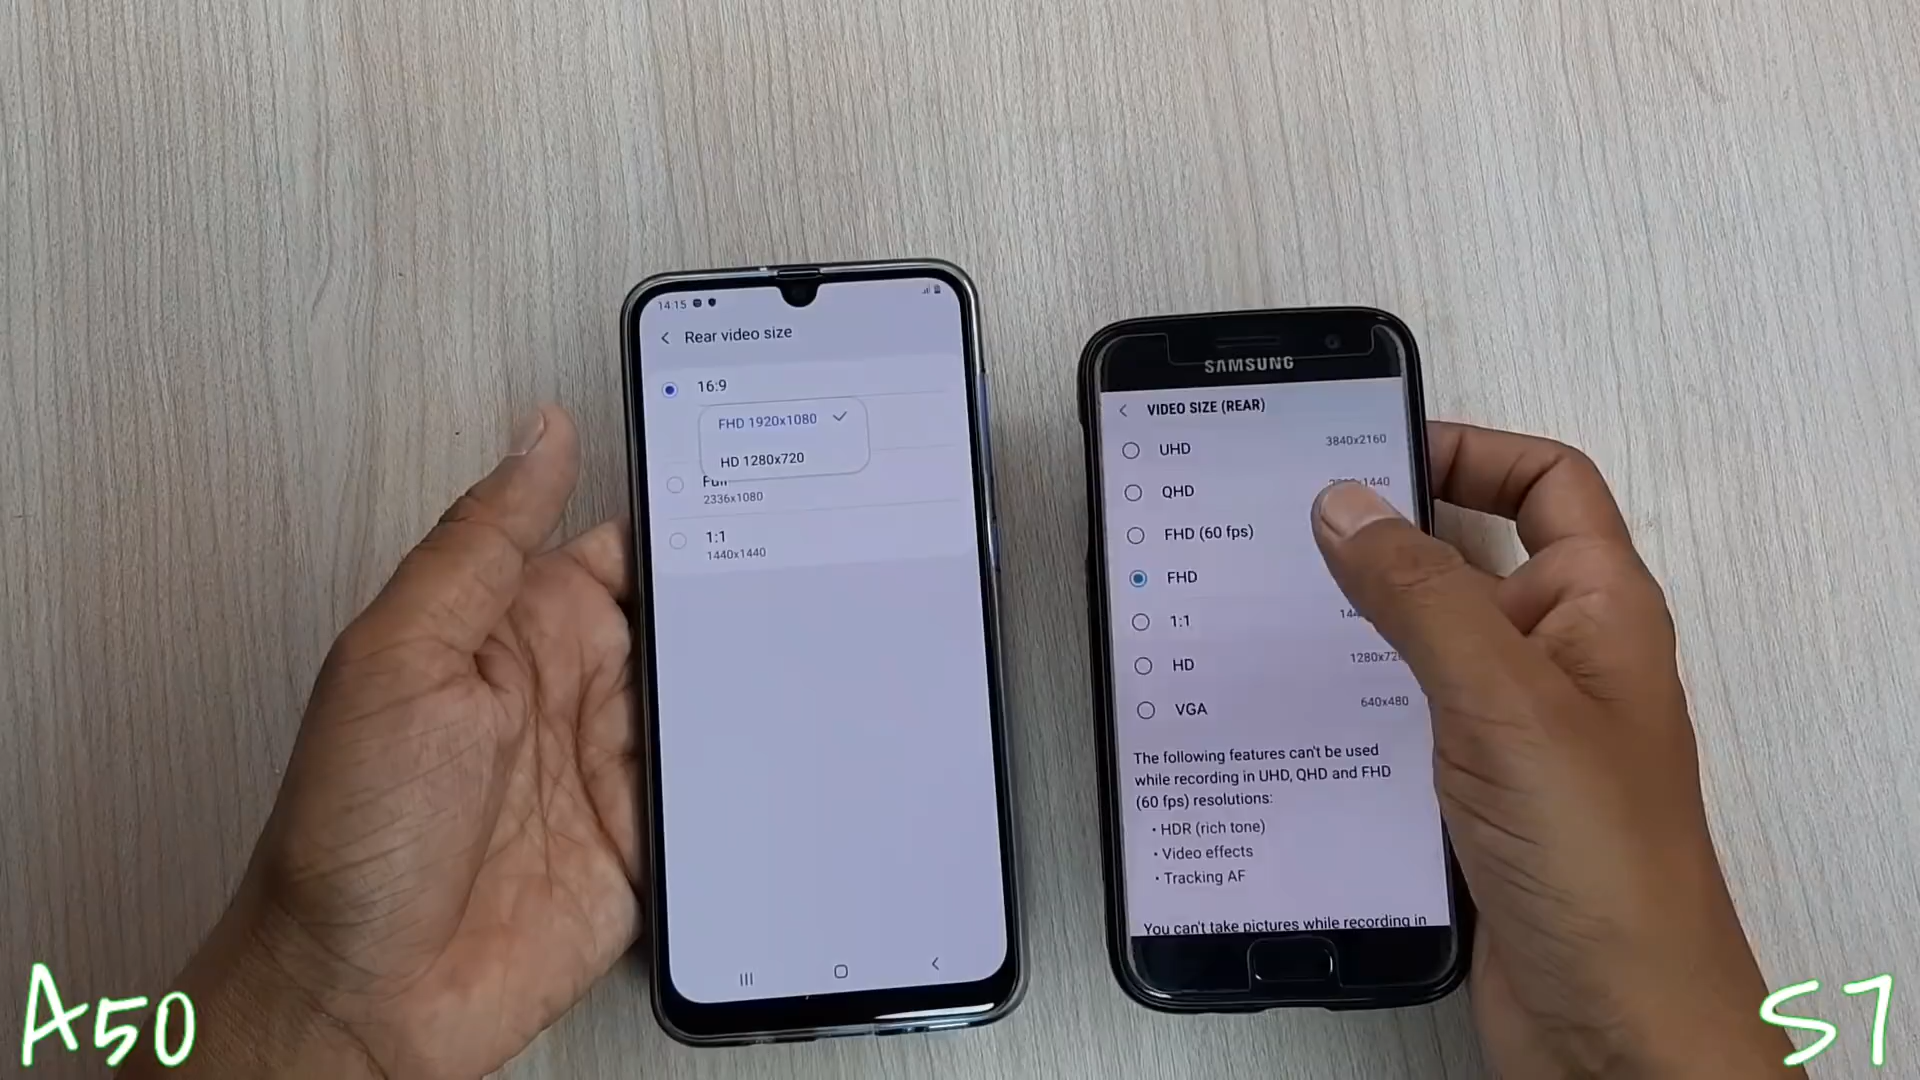 14:15
Rear video size
16:9
FHD 1920x1080
HD 1280x720
Full
2336x1080
1:1
1440x1440
SAMSUNG
VIDEO SIZE (REAR)
UHD 3840x2160
QHD
FHD (60 fps)
FHD
1:1
HD
VGA 640x480
The following features can't be used
while recording in UHD, QHD and FHD
(60 fps) resolutions:
• HDR (rich tone)
• Video effects
• Tracking AF
You can't take pictures while recording in
A50
S7